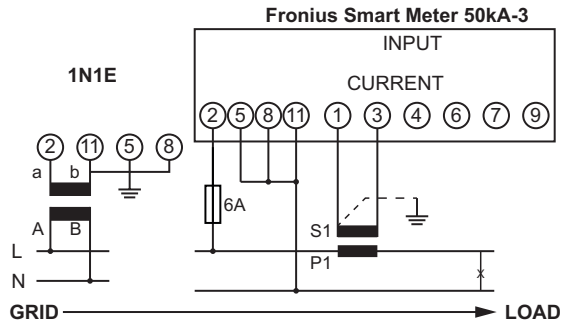 Fronius Smart Meter 50kA-3
INPUT
1N1E
CURRENT
2 5 8 11 1 3 4 6 7 9
2 11 5 8
a b
6A
A B
S1
L
P1
N
x
GRID LOAD